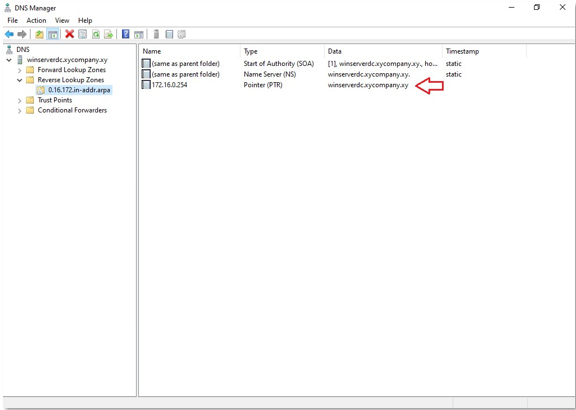 DNS Manager
File Action View Help
DNS
winserverdc.xycompany.xy
Forward Lookup Zones
Reverse Lookup Zones
0.16.172.in-addr.arpa
Trust Points
Conditional Forwarders
Name Type Data Timestamp
(same as parent folder) Start of Authority (SOA) [1], winserverdc.xycompany.xy., ho... static
(same as parent folder) Name Server (NS) winserverdc.xycompany.xy. static
172.16.0.254 Pointer (PTR) winserverdc.xycompany.xy